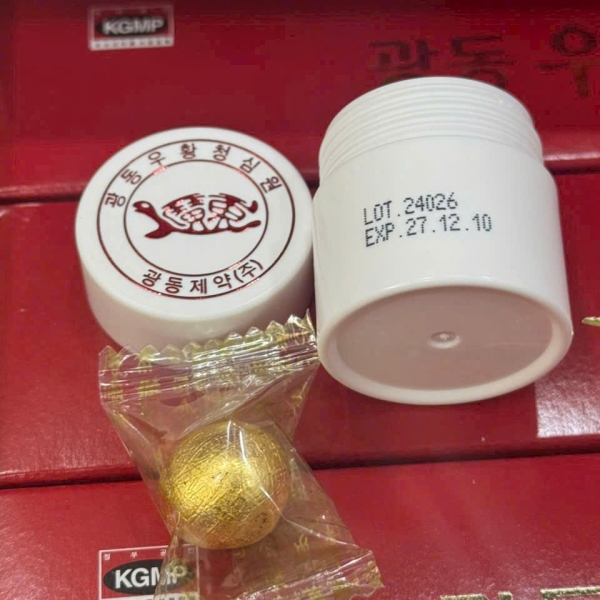 KGMP
광동우
광동우황청심원
광동제약(주)
LOT.24026
EXP.27.12.10
KGMP